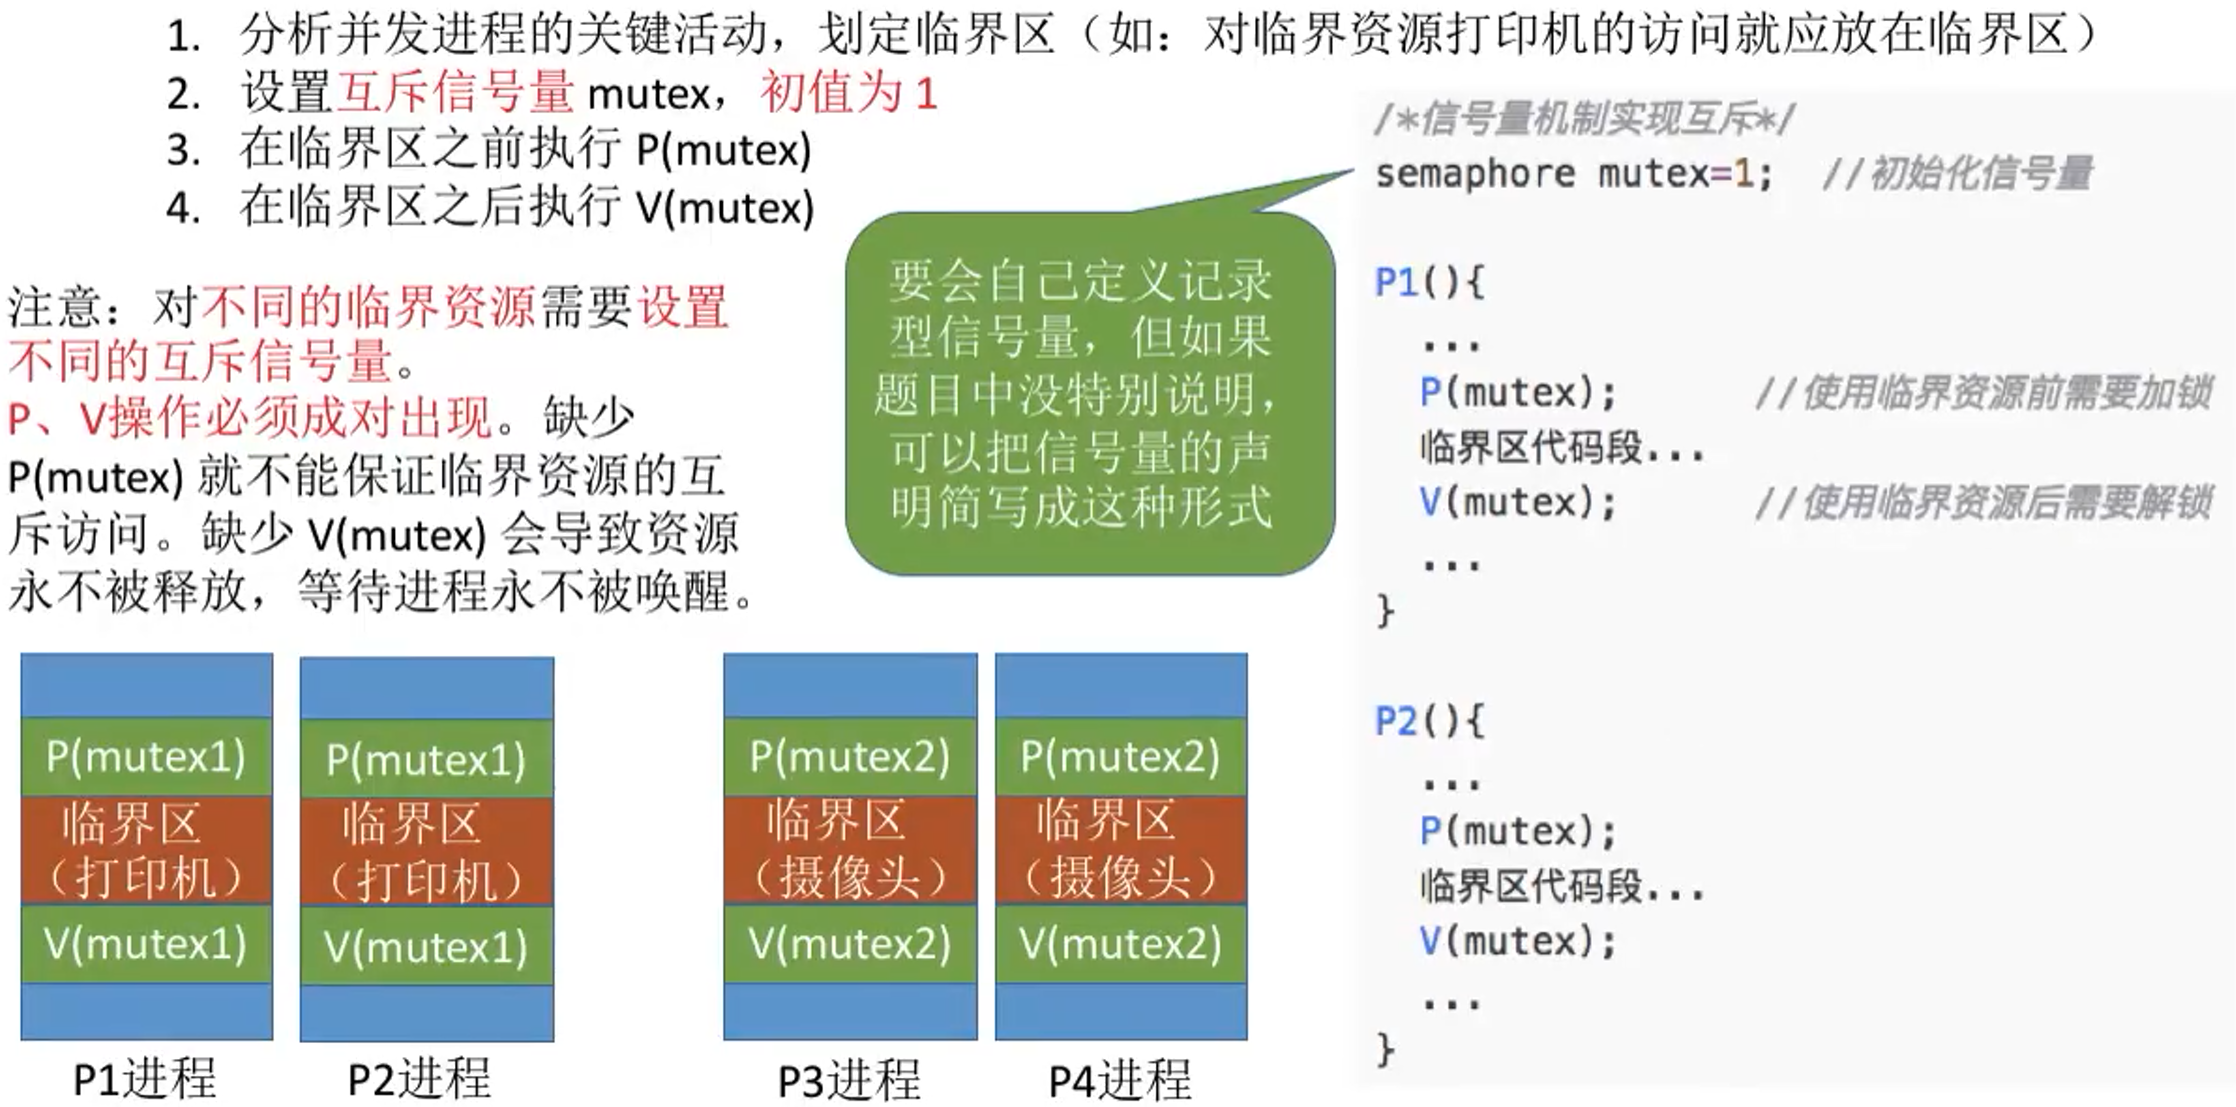 1. 分析并发进程的关键活动，划定临界区（如：对临界资源打印机的访问就应放在临界区）
2. 设置互斥信号量 mutex，初值为 1
3. 在临界区之前执行 P(mutex)
4. 在临界区之后执行 V(mutex)
注意：对不同的临界资源需要设置
不同的互斥信号量。
P、V操作必须成对出现。缺少
P(mutex) 就不能保证临界资源的互
斥访问。缺少 V(mutex) 会导致资源
永不被释放，等待进程永不被唤醒。
要会自己定义记录
型信号量，但如果
题目中没特别说明，
可以把信号量的声
明简写成这种形式
/*信号量机制实现互斥*/
semaphore mutex=1; //初始化信号量
P1(){
...
P(mutex); //使用临界资源前需要加锁
临界区代码段...
V(mutex); //使用临界资源后需要解锁
...
}
P2(){
...
P(mutex);
临界区代码段...
V(mutex);
...
}
P(mutex1)
临界区
（打印机）
V(mutex1)
P1进程
P(mutex1)
临界区
（打印机）
V(mutex1)
P2进程
P(mutex2)
临界区
（摄像头）
V(mutex2)
P3进程
P(mutex2)
临界区
（摄像头）
V(mutex2)
P4进程